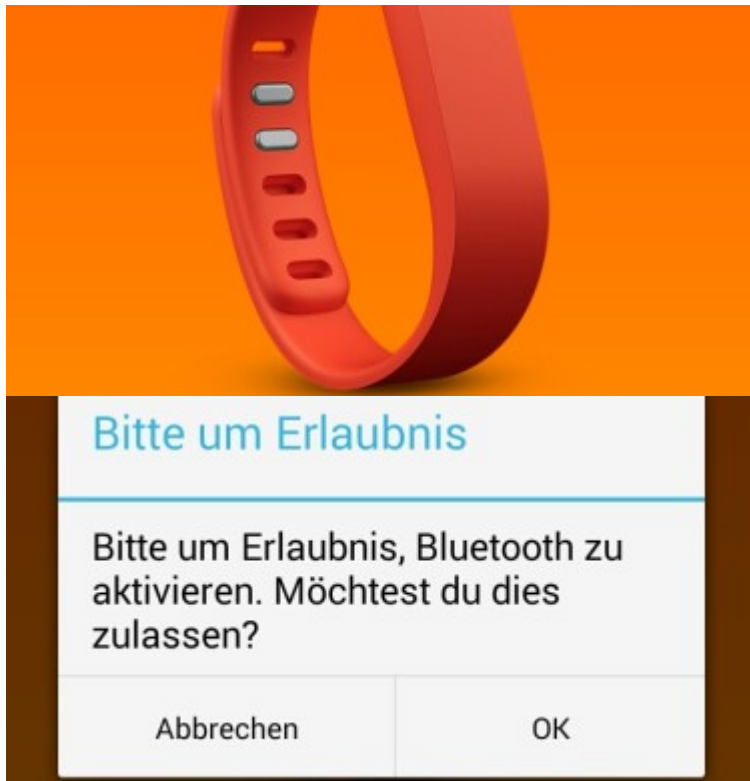 Bitte um Erlaubnis
Bitte um Erlaubnis, Bluetooth zu
aktivieren. Möchtest du dies
zulassen?
Abbrechen
OK